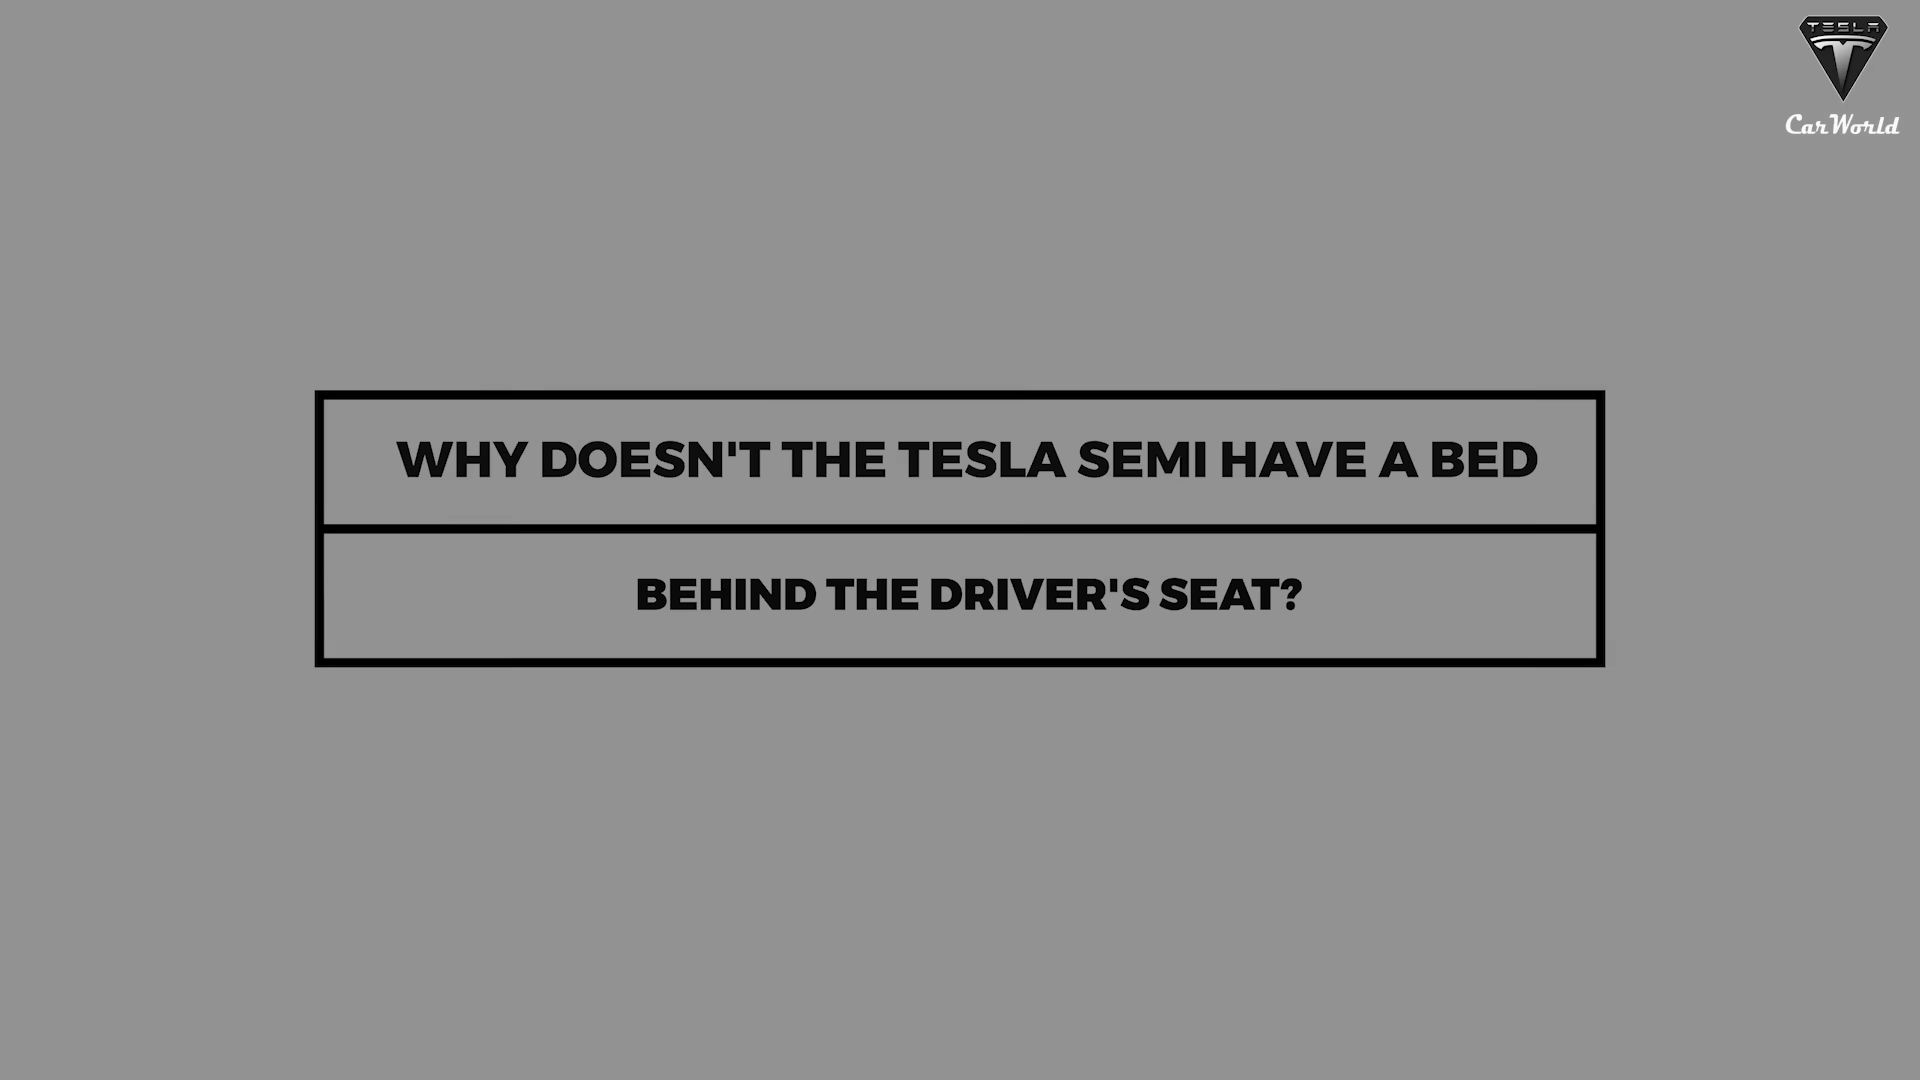 TESLA
CarWorld
WHY DOESN'T THE TESLA SEMI HAVE A BED
BEHIND THE DRIVER'S SEAT?